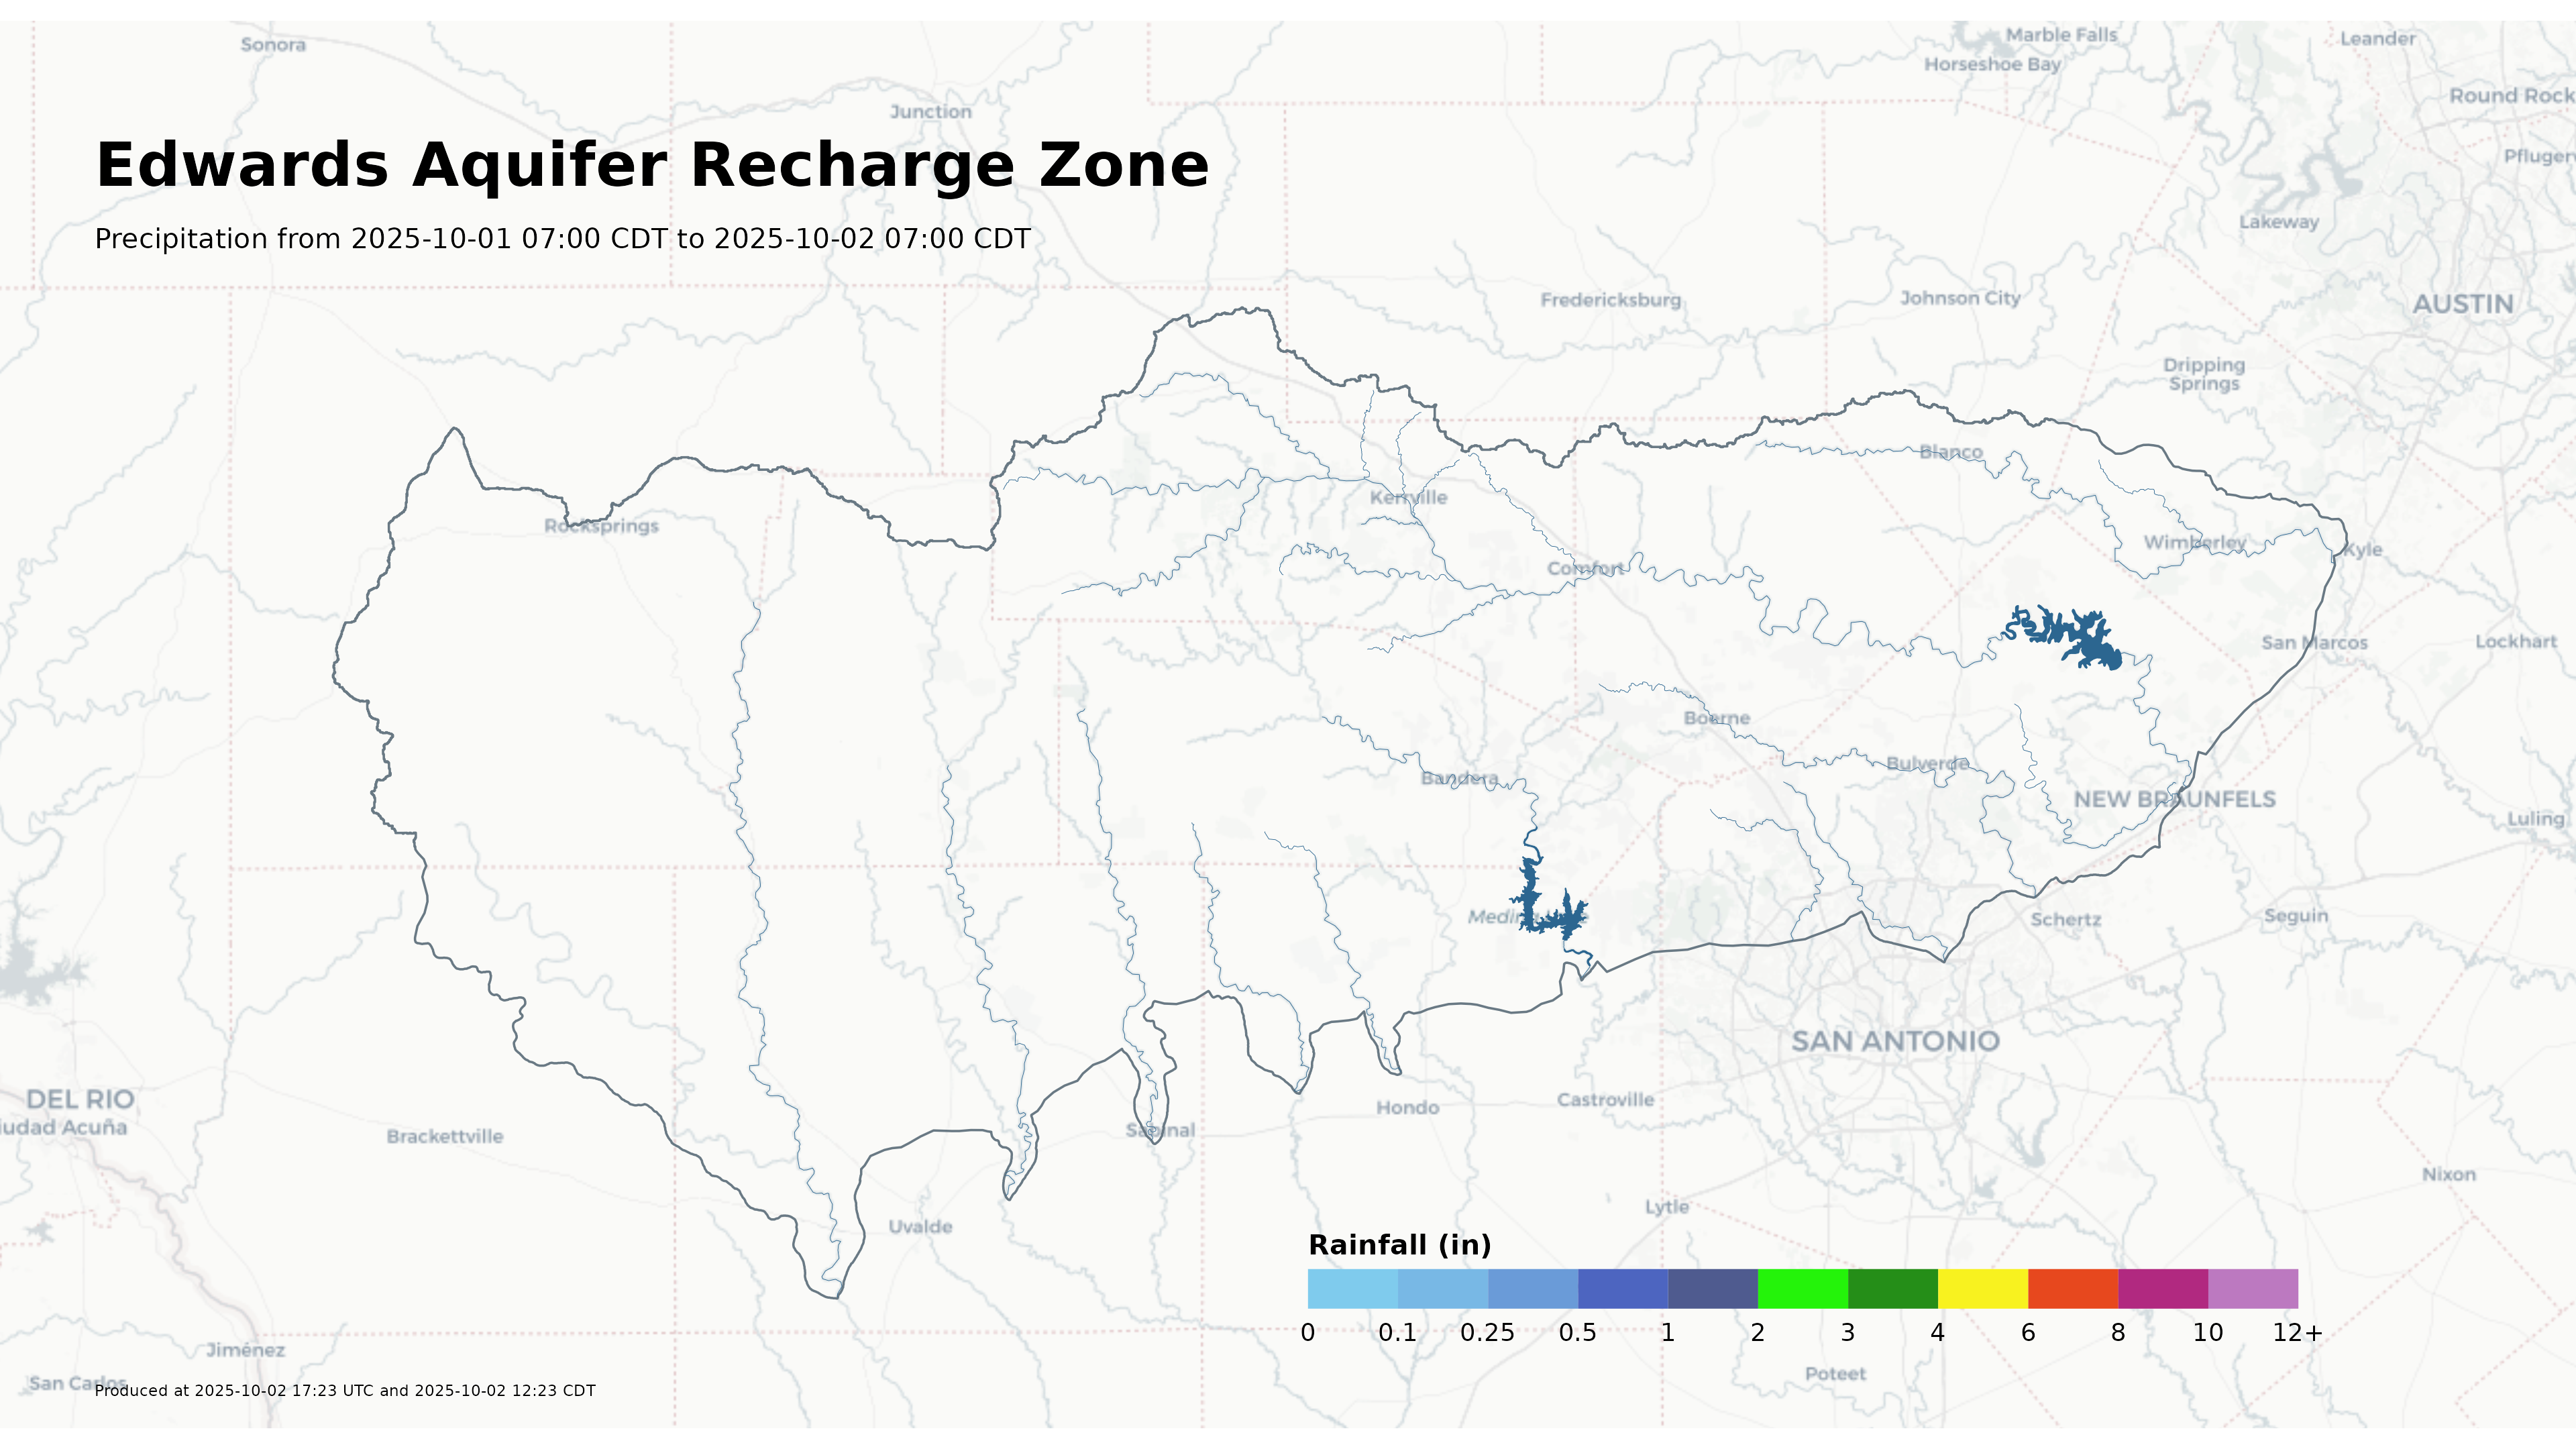 Sonora
Marble Falls
Leander
Horseshoe Bay
Round Rock
Junction
Edwards Aquifer Recharge Zone
Lakeway
Precipitation from 2025-10-01 07:00 CDT to 2025-10-02 07:00 CDT
Fredericksburg
Johnson City
AUSTIN
Dripping
Springs
Blanco
Kerrville
Rocksprings
Wimberley
Kyle
Comfort
San Marcos
Lockhart
Boerne
Bulverde
Bandera
NEW BRAUNFELS
Luling
Medina
Schertz
Seguin
SAN ANTONIO
DEL RIO
Castroville
Hondo
iudad Acuña
Sabinal
Brackettville
Nixon
Lytle
Uvalde
Rainfall (in)
0 0.1 0.25 0.5 1 2 3 4 6 8 10 12+
Jiménez
Poteet
San Carlos
Produced at 2025-10-02 17:23 UTC and 2025-10-02 12:23 CDT